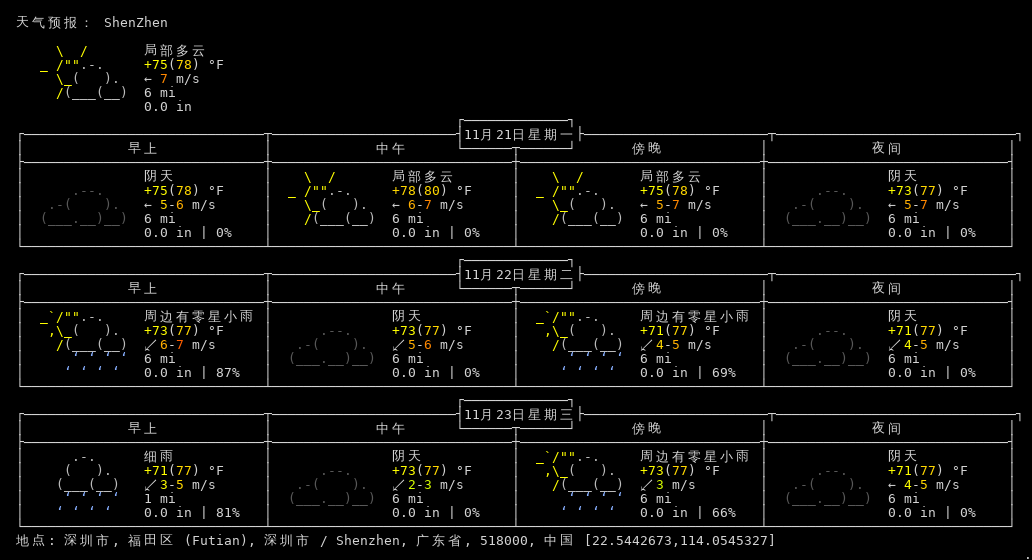 天气预报： ShenZhen
局部多云
+75(78) °F
← 7 m/s
6 mi
0.0 in
11月21日星期一
早上 中午 傍晚 夜间
阴天 局部多云 局部多云 阴天
+75(78) °F +78(80) °F +75(78) °F +73(77) °F
← 5-6 m/s ← 6-7 m/s ← 5-7 m/s ← 5-7 m/s
6 mi 6 mi 6 mi 6 mi
0.0 in | 0% 0.0 in | 0% 0.0 in | 0% 0.0 in | 0%
11月22日星期二
早上 中午 傍晚 夜间
周边有零星小雨 阴天 周边有零星小雨 阴天
+73(77) °F +73(77) °F +71(77) °F +71(77) °F
↙ 6-7 m/s ↙ 5-6 m/s ↙ 4-5 m/s ↙ 4-5 m/s
6 mi 6 mi 6 mi 6 mi
0.0 in | 87% 0.0 in | 0% 0.0 in | 69% 0.0 in | 0%
11月23日星期三
早上 中午 傍晚 夜间
细雨 阴天 周边有零星小雨 阴天
+71(77) °F +73(77) °F +73(77) °F +71(77) °F
↙ 3-5 m/s ↙ 2-3 m/s ↙ 3 m/s ← 4-5 m/s
1 mi 6 mi 6 mi 6 mi
0.0 in | 81% 0.0 in | 0% 0.0 in | 66% 0.0 in | 0%
地点: 深圳市, 福田区 (Futian), 深圳市 / Shenzhen, 广东省, 518000, 中国 [22.5442673,114.0545327]